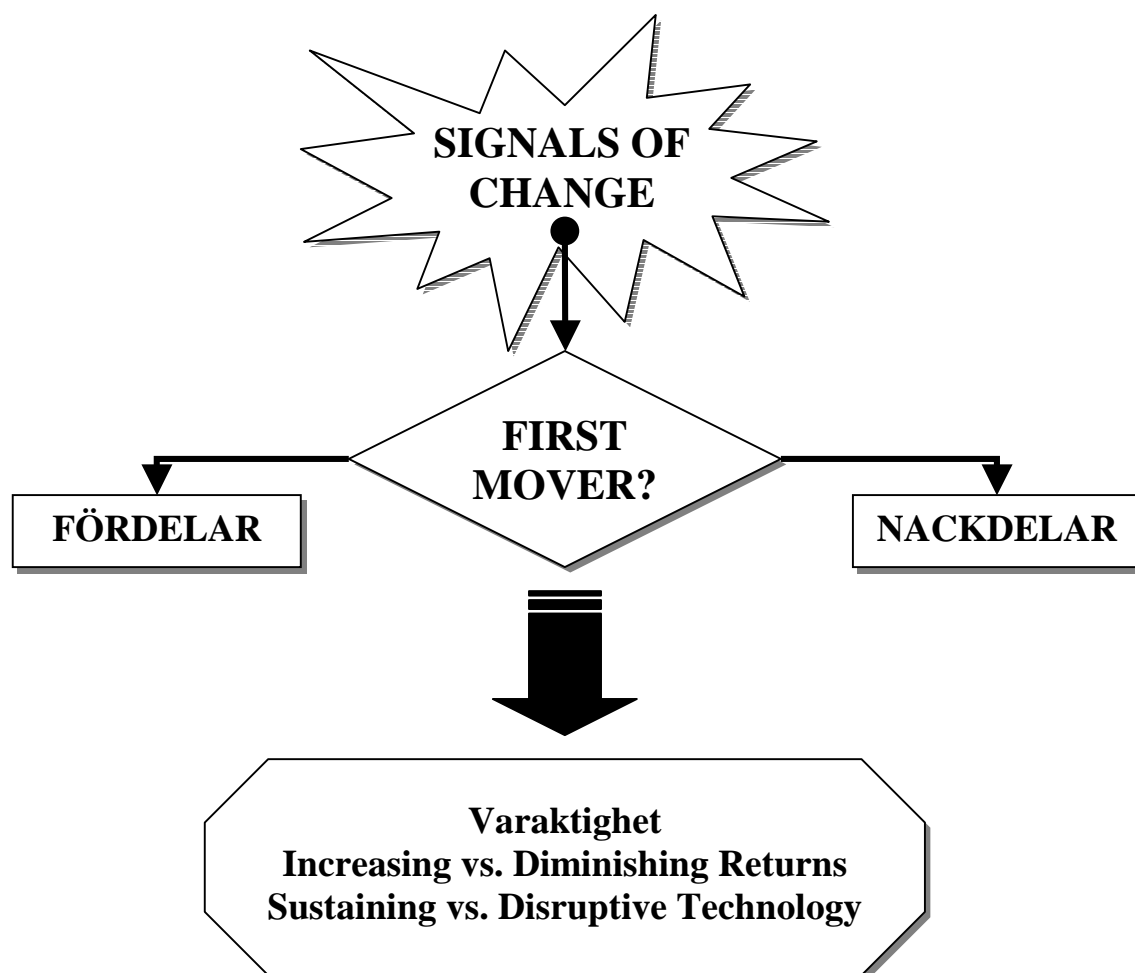 SIGNALS OF
CHANGE
FIRST
MOVER?
FÖRDELAR
NACKDELAR
Varaktighet
Increasing vs. Diminishing Returns
Sustaining vs. Disruptive Technology